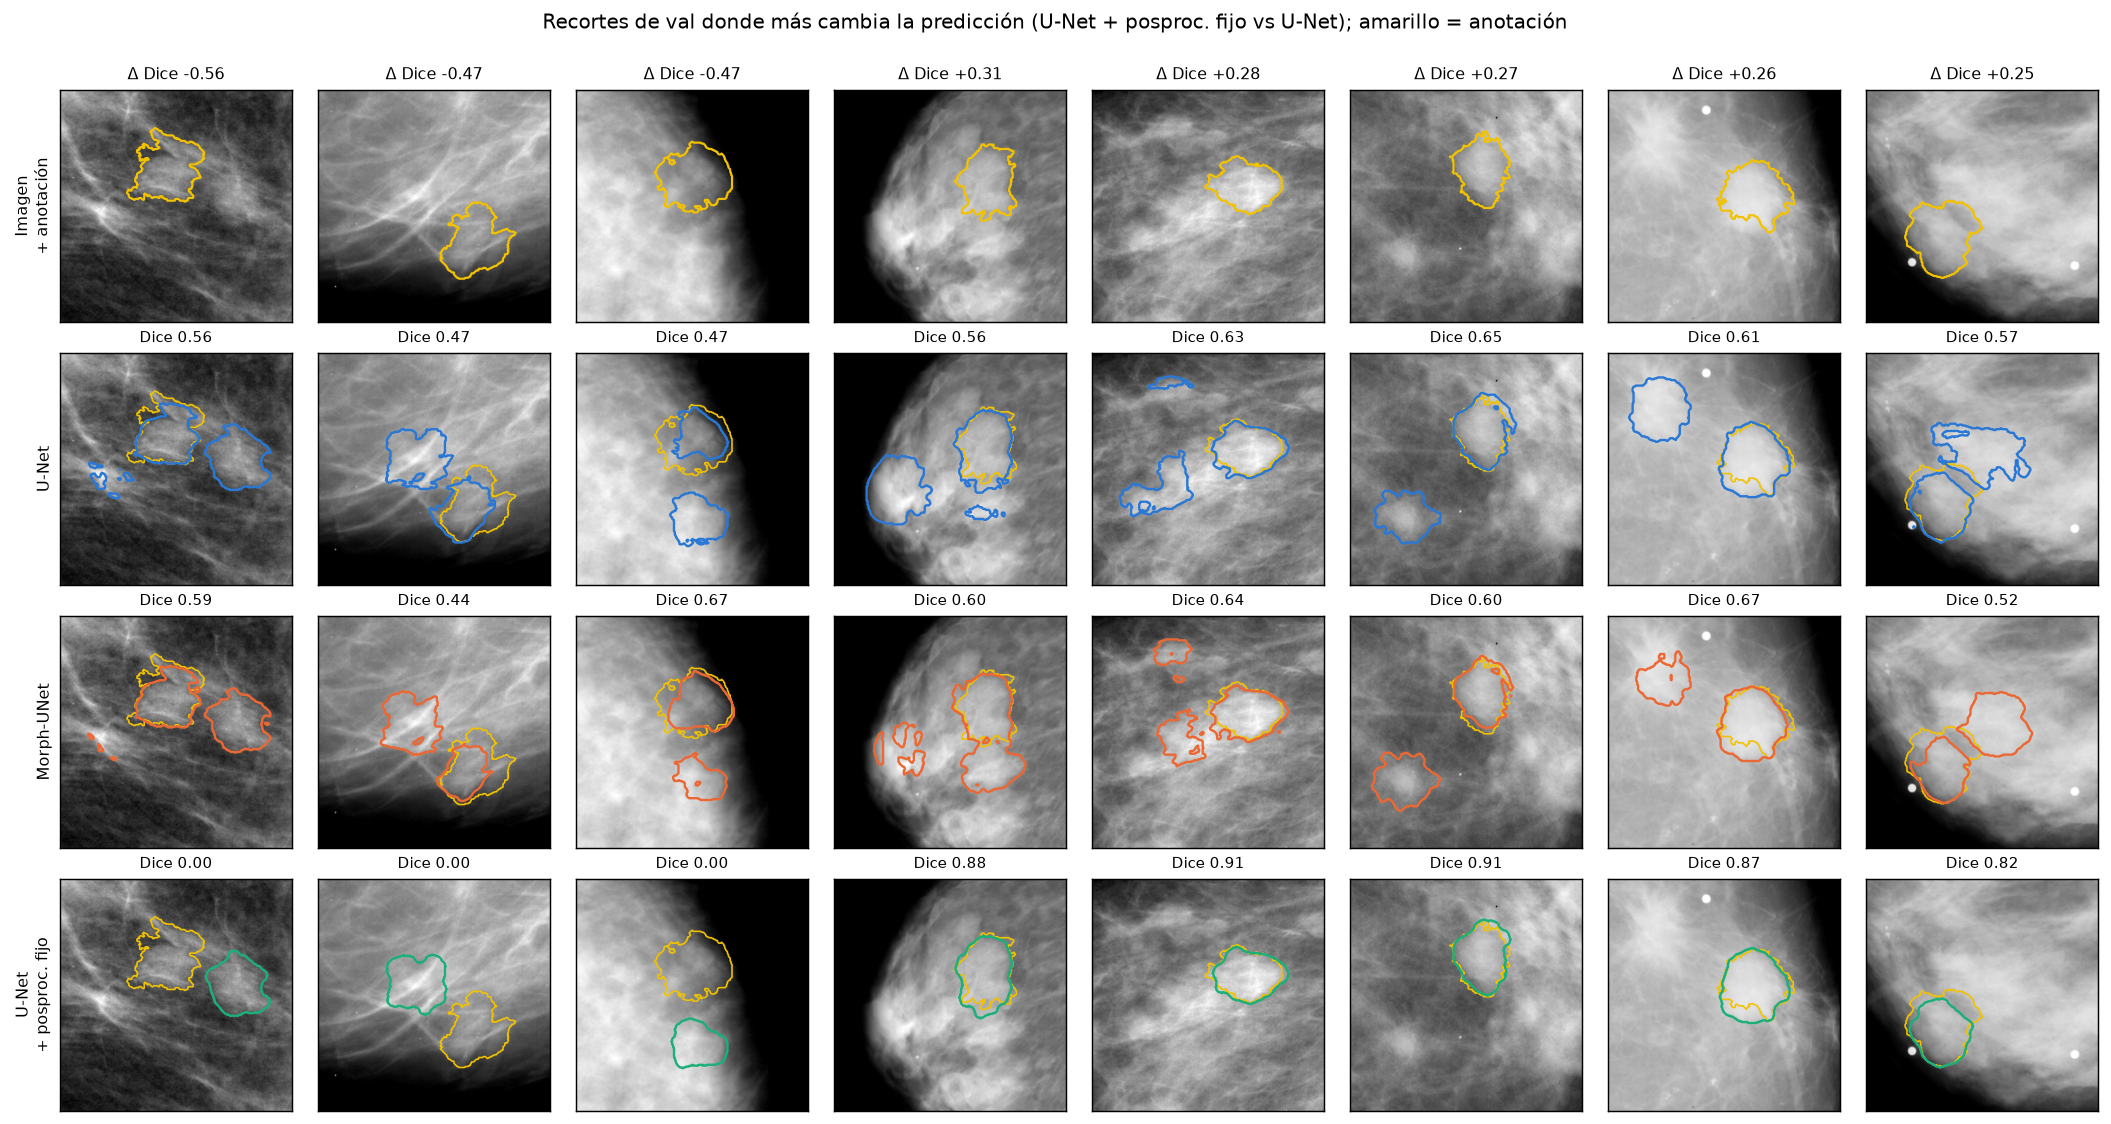 Recortes de val donde más cambia la predicción (U-Net + posproc. fijo vs U-Net); amarillo = anotación
Δ Dice -0.56
Δ Dice -0.47
Δ Dice -0.47
Δ Dice +0.31
Δ Dice +0.28
Δ Dice +0.27
Δ Dice +0.26
Δ Dice +0.25
Imagen
+ anotación
Dice 0.56
Dice 0.47
Dice 0.47
Dice 0.56
Dice 0.63
Dice 0.65
Dice 0.61
Dice 0.57
U-Net
Dice 0.59
Dice 0.44
Dice 0.67
Dice 0.60
Dice 0.64
Dice 0.60
Dice 0.67
Dice 0.52
Morph-UNet
Dice 0.00
Dice 0.00
Dice 0.00
Dice 0.88
Dice 0.91
Dice 0.91
Dice 0.87
Dice 0.82
U-Net
+ posproc. fijo